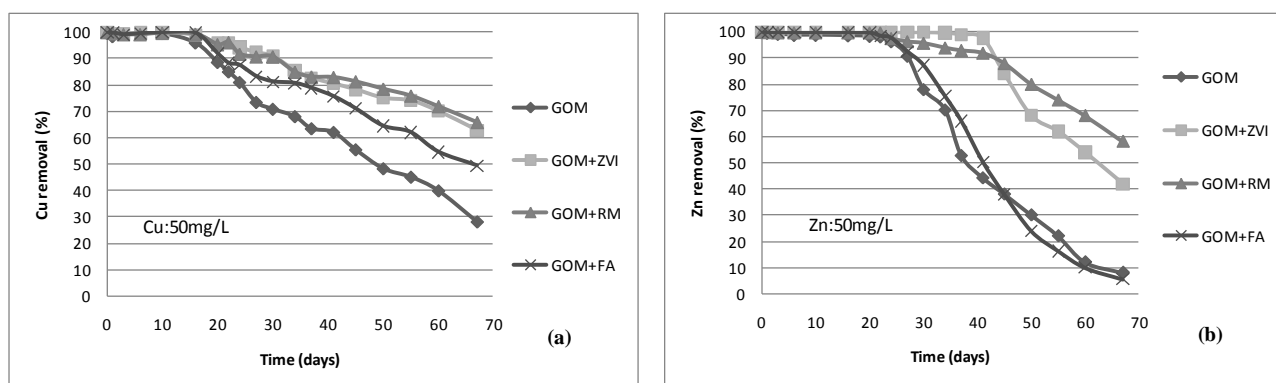 (a)
Cu removal (%)
100
90
80
70
60
50
40
30
20
10
0
Cu:50mg/L
0 10 20 30 40 50 60 70
Time (days)
GOM
GOM+ZVI
GOM+RM
GOM+FA
(b)
Zn removal (%)
100
90
80
70
60
50
40
30
20
10
0
Zn:50mg/L
0 10 20 30 40 50 60 70
Time (days)
GOM
GOM+ZVI
GOM+RM
GOM+FA